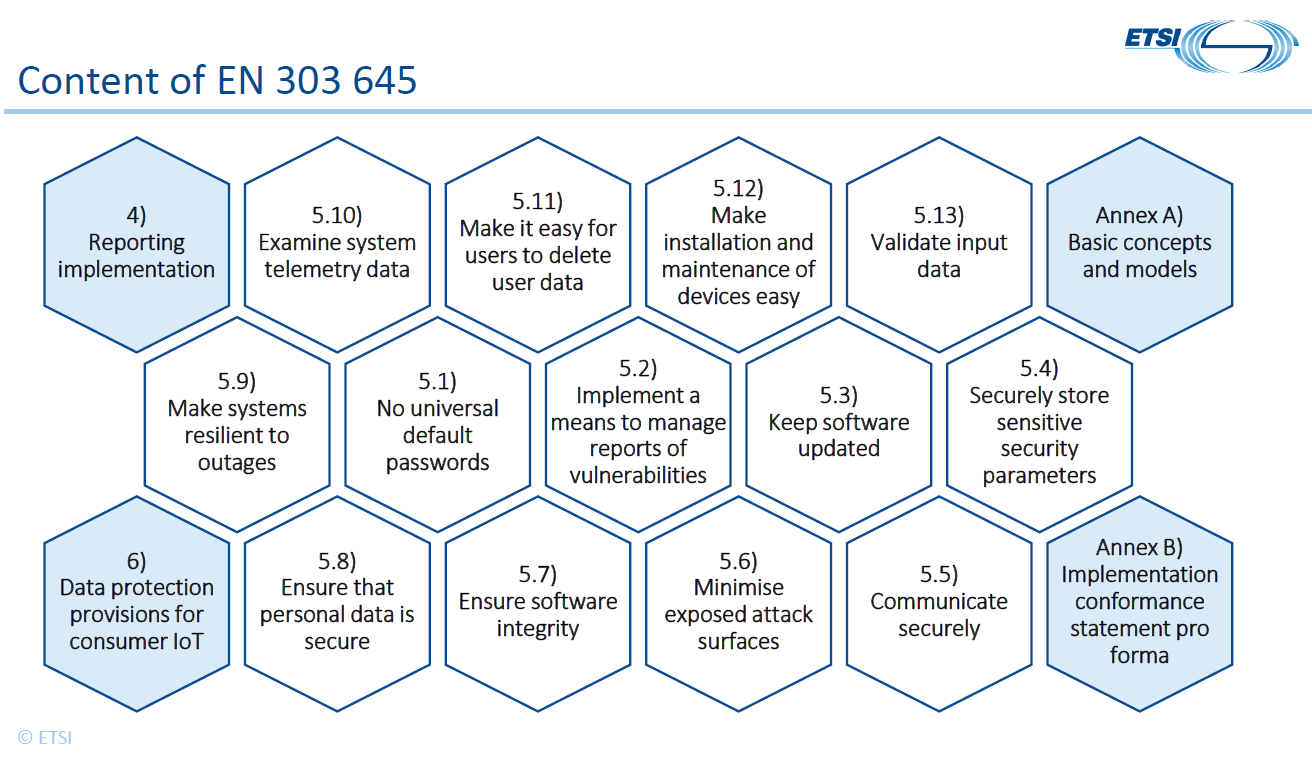 ETSI
Content of EN 303 645
4)
Reporting
implementation
5.10)
Examine system
telemetry data
5.11)
Make it easy for
users to delete
user data
5.12)
Make
installation and
maintenance of
devices easy
5.13)
Validate input
data
Annex A)
Basic concepts
and models
5.9)
Make systems
resilient to
outages
5.1)
No universal
default
passwords
5.2)
Implement a
means to manage
reports of
vulnerabilities
5.3)
Keep software
updated
5.4)
Securely store
sensitive
security
parameters
6)
Data protection
provisions for
consumer IoT
5.8)
Ensure that
personal data is
secure
5.7)
Ensure software
integrity
5.6)
Minimise
exposed attack
surfaces
5.5)
Communicate
securely
Annex B)
Implementation
conformance
statement pro
forma
© ETSI